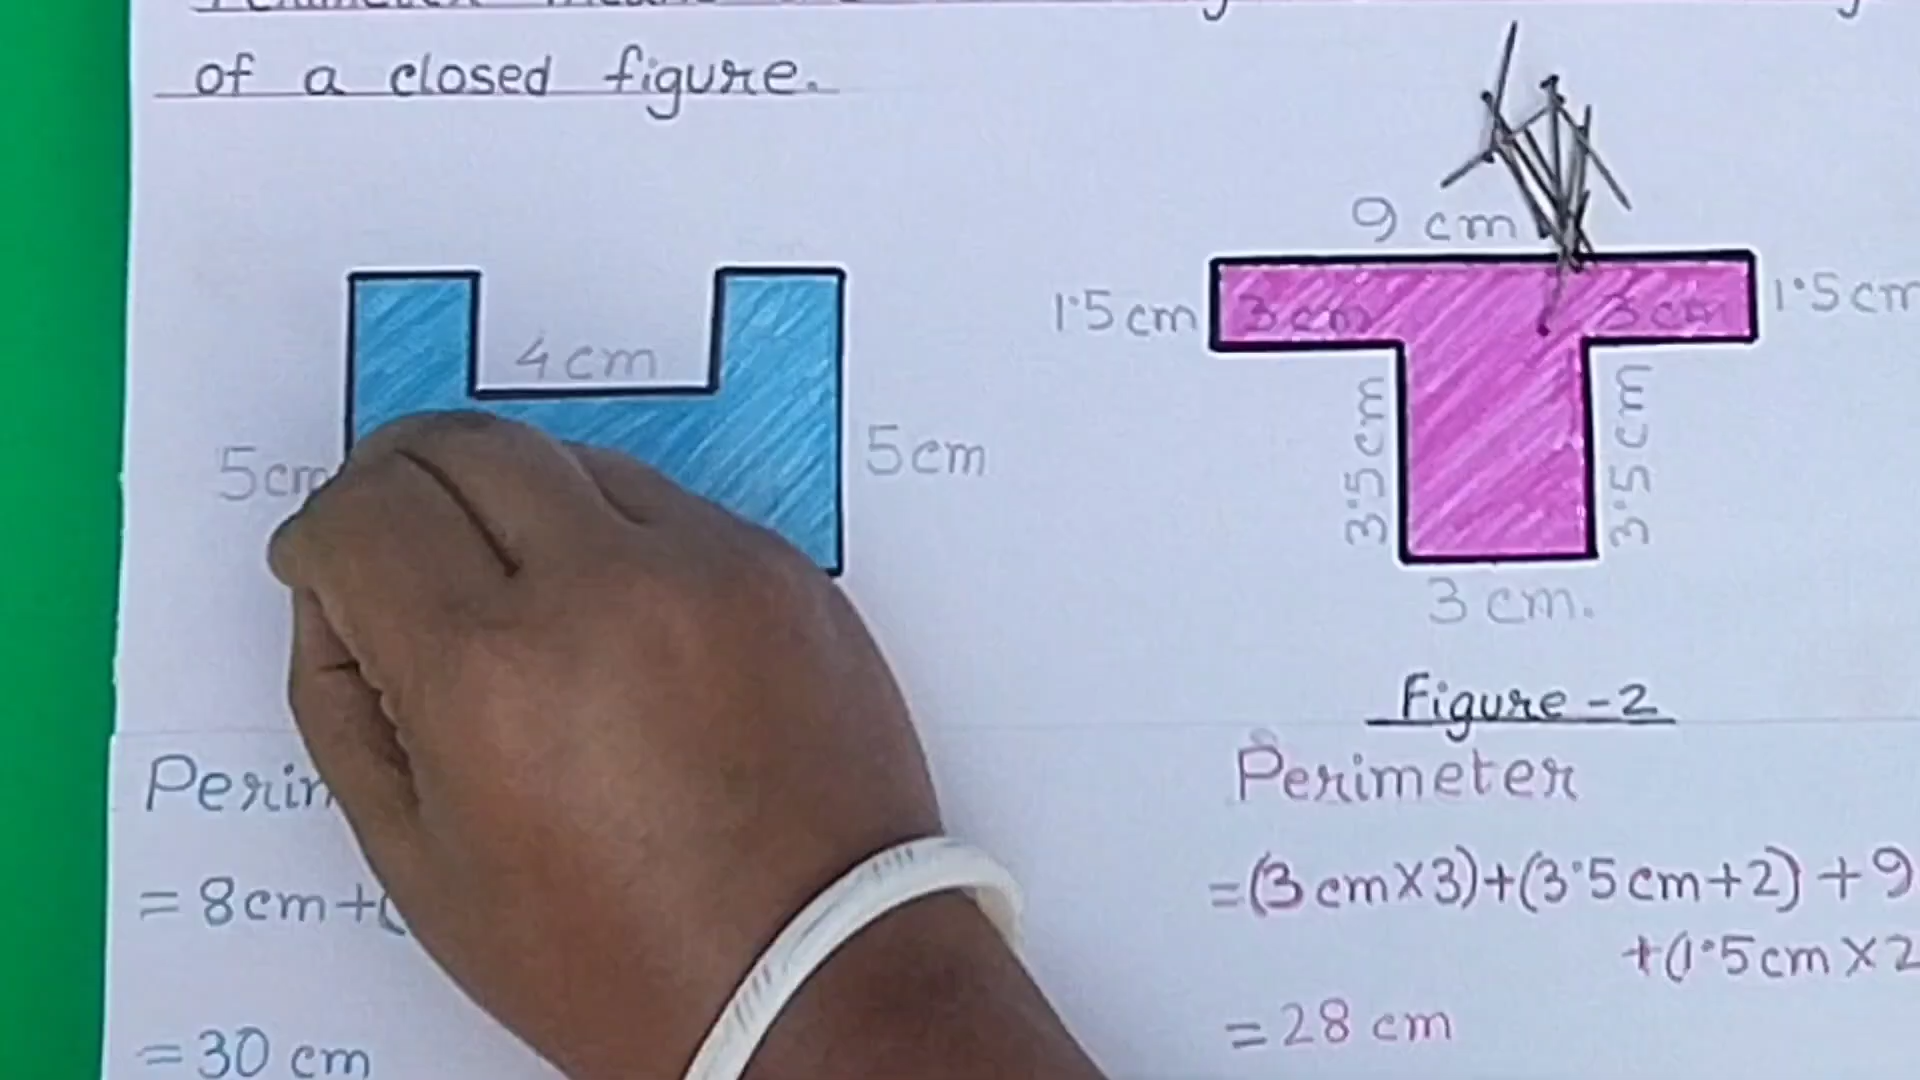 of a closed figure.
9 cm
1.5 cm 3 cm 3 cm 1.5 cm
4 cm
5 cm 5 cm
3.5 cm 3.5 cm
3 cm.
Figure - 2
Perimeter
= (3 cm × 3) + (3.5 cm + 2) + 9
+ (1.5 cm × 2
= 28 cm
= 8 cm + (
= 30 cm